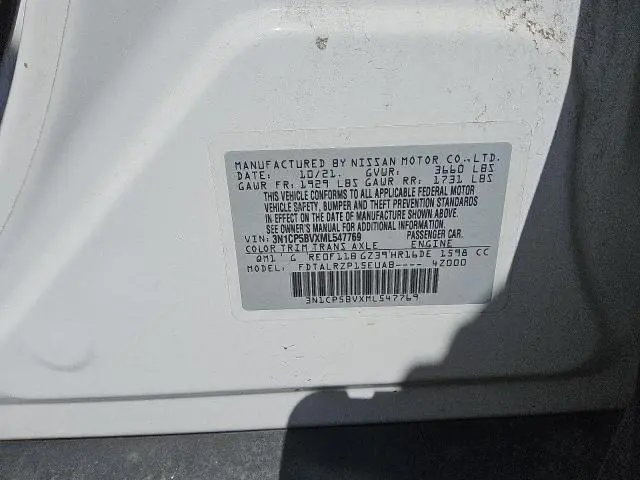 MANUFACTURED BY NISSAN MOTOR CO.,LTD.
DATE: 10/21. GVWR: 3660 LBS
GAWR FR: 1929 LBS GAWR RR: 1731 LBS
THIS VEHICLE CONFORMS TO ALL APPLICABLE FEDERAL MOTOR
VEHICLE SAFETY, BUMPER AND THEFT PREVENTION STANDARDS
IN EFFECT ON THE DATE OF MANUFACTURE SHOWN ABOVE.
SEE OWNER'S MANUAL FOR ADDITIONAL INFORMATION
VIN: 3N1CP5BVXML547769 PASSENGER CAR.
COLOR TRIM TRANS AXLE ENGINE
QM1 G RE0F11B GZ39 HR16DE 1598 CC
MODEL: FDTALRZP15EUAB---- 4Z000
3N1CP5BVXML547769